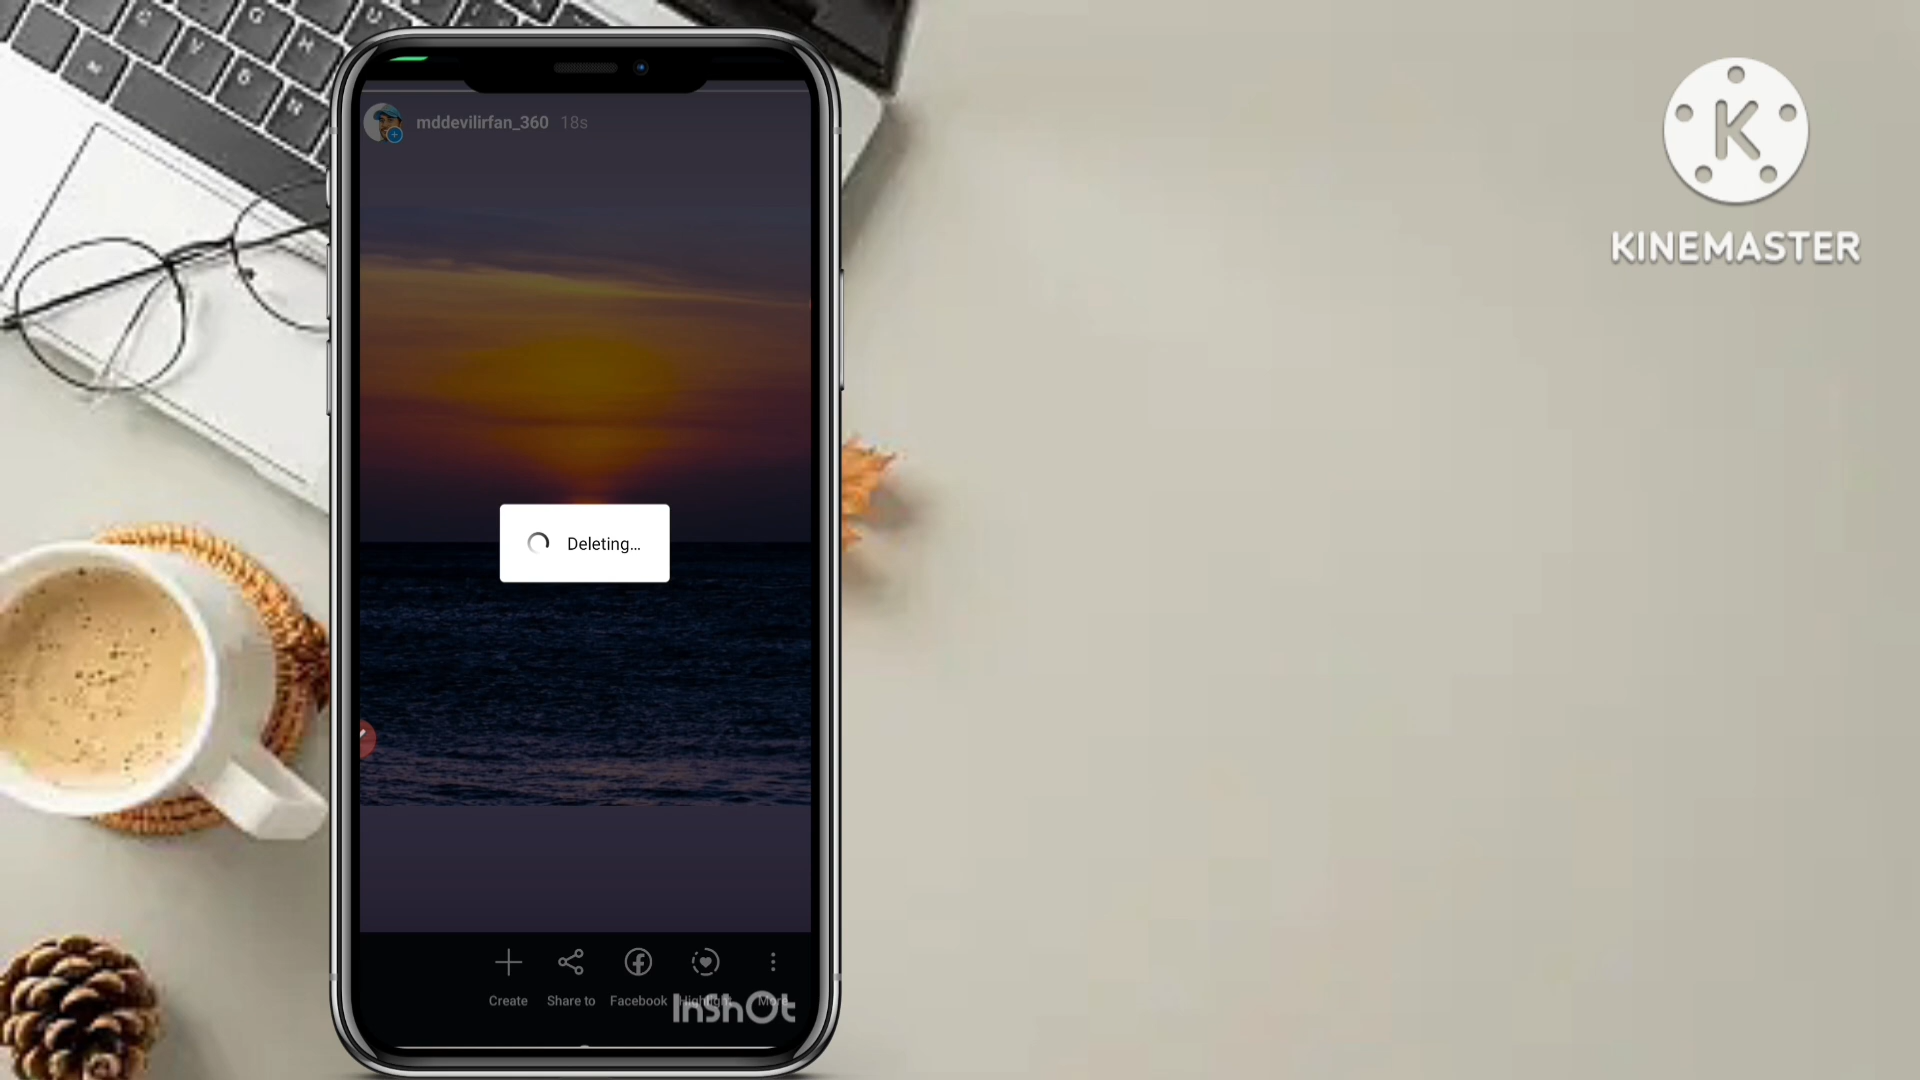 mddevilirfan_360 18s
Deleting...
Create Share to Facebook Highlight More
InShOt
K
KINEMASTER